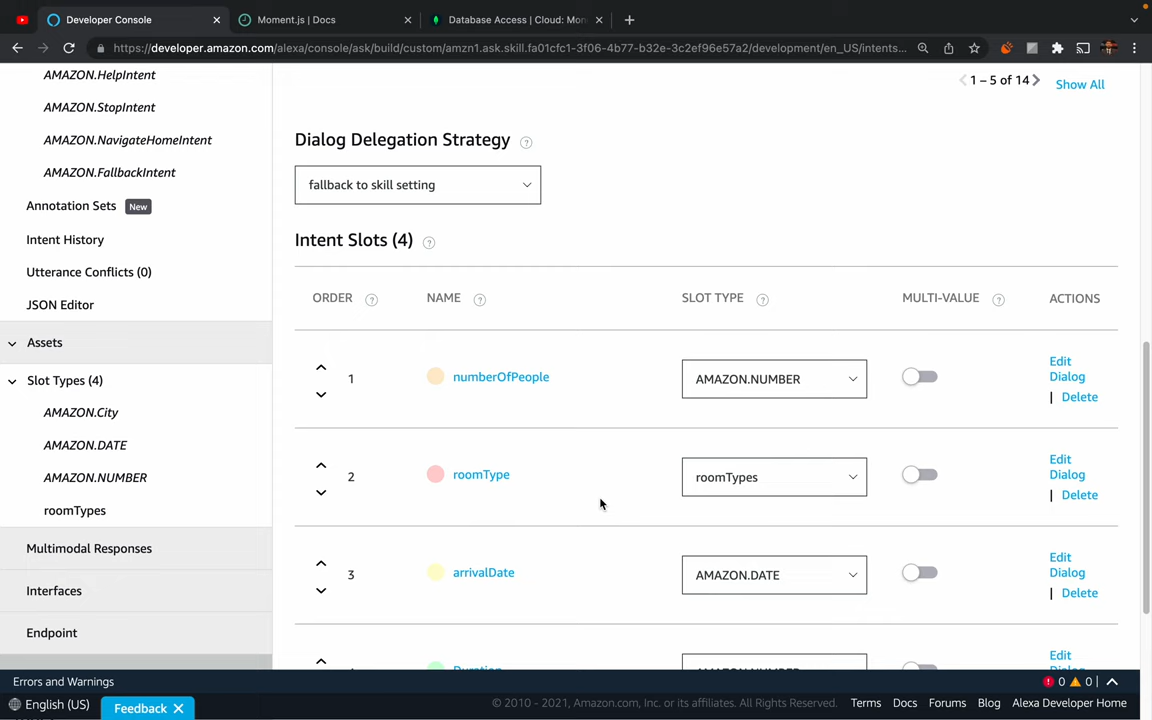 Developer Console
Moment.js | Docs
Database Access | Cloud: Mon
https://developer.amazon.com/alexa/console/ask/build/custom/amzn1.ask.skill.fa01cfc1-3f06-4b77-b32e-3c2ef96e57a2/development/en_US/intents...
AMAZON.HelpIntent
AMAZON.StopIntent
AMAZON.NavigateHomeIntent
AMAZON.FallbackIntent
Annotation Sets New
Intent History
Utterance Conflicts (0)
JSON Editor
Assets
Slot Types (4)
AMAZON.City
AMAZON.DATE
AMAZON.NUMBER
roomTypes
Multimodal Responses
Interfaces
Endpoint
1 – 5 of 14
Show All
Dialog Delegation Strategy ?
fallback to skill setting
Intent Slots (4) ?
ORDER ? NAME ? SLOT TYPE ? MULTI-VALUE ? ACTIONS
1 numberOfPeople AMAZON.NUMBER Edit Dialog | Delete
2 roomType roomTypes Edit Dialog | Delete
3 arrivalDate AMAZON.DATE Edit Dialog | Delete
Duration AMAZON.NUMBER Edit
Errors and Warnings
! 0 0 |
English (US)
Feedback ✕
© 2010 - 2021, Amazon.com, Inc. or its affiliates. All Rights Reserved.
Terms Docs Forums Blog Alexa Developer Home